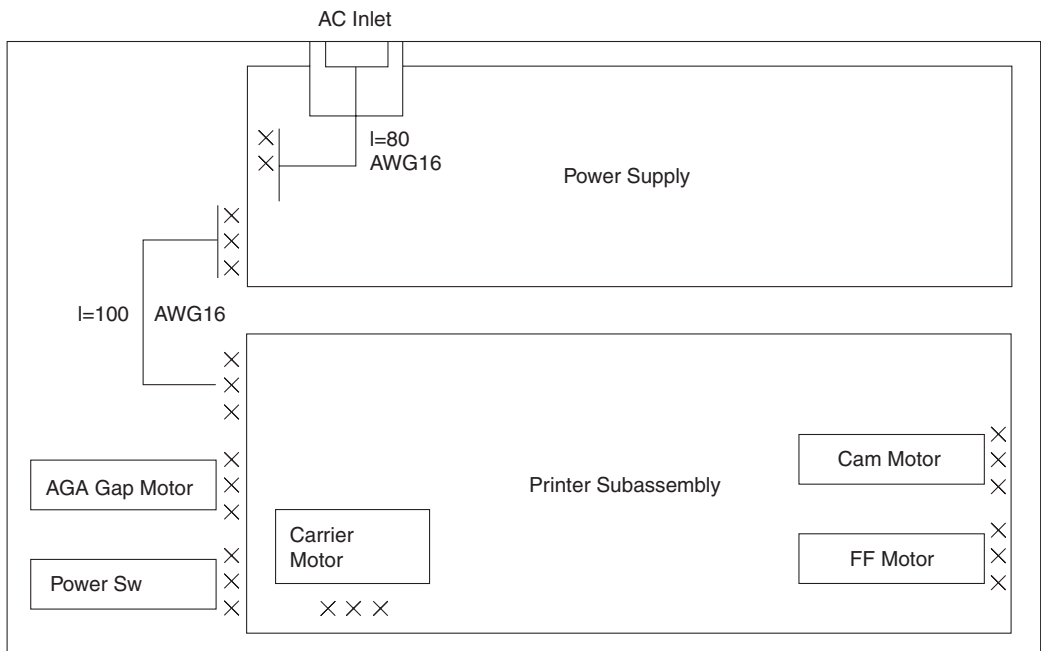 AC Inlet
l=80
AWG16
Power Supply
l=100
AWG16
AGA Gap Motor
Printer Subassembly
Cam Motor
Carrier
Motor
FF Motor
Power Sw